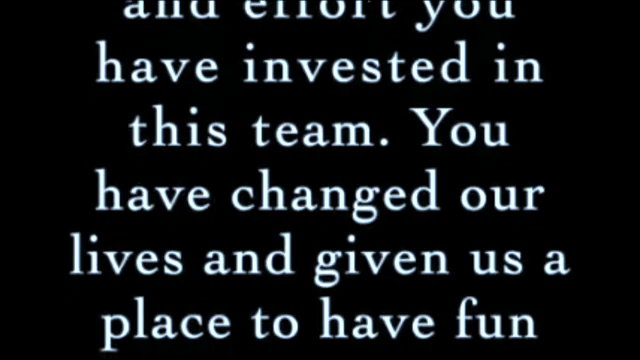 and effort you
have invested in
this team. You
have changed our
lives and given us a
place to have fun